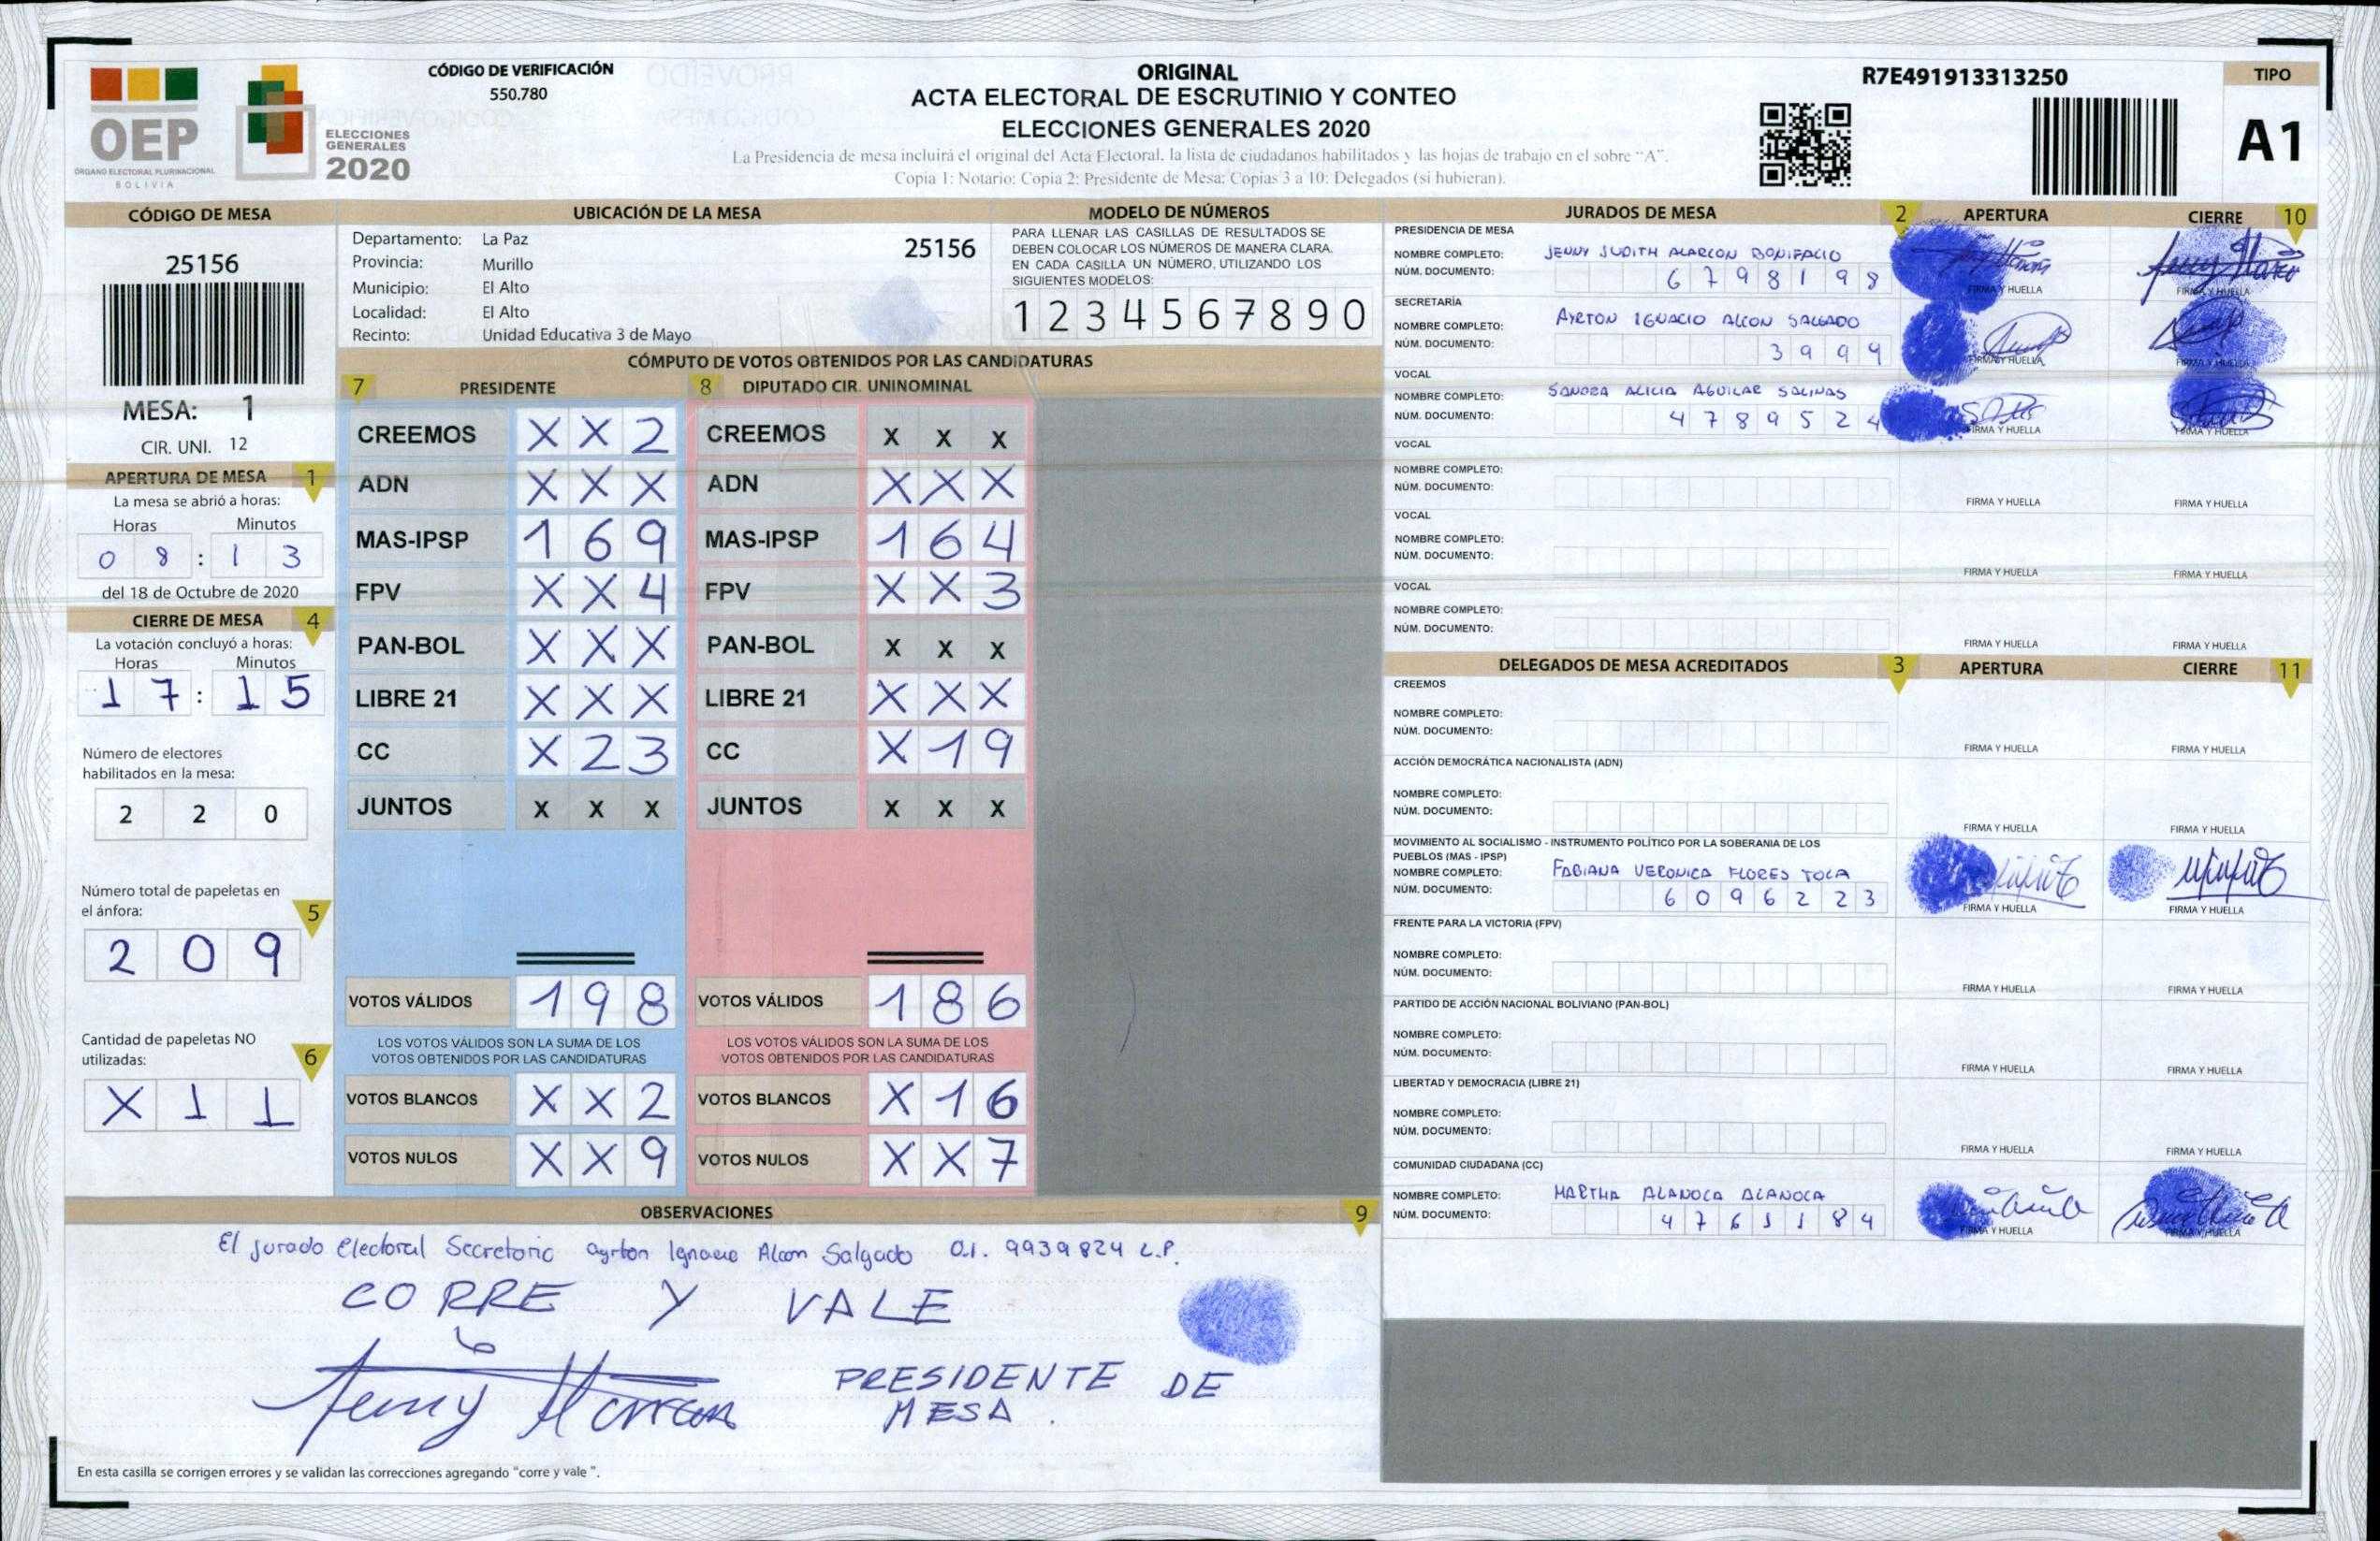 OEP
ÓRGANO ELECTORAL PLURINACIONAL
BOLIVIA
ELECCIONES
GENERALES
2020
CÓDIGO DE VERIFICACIÓN
550.780
ORIGINAL
ACTA ELECTORAL DE ESCRUTINIO Y CONTEO
ELECCIONES GENERALES 2020
La Presidencia de mesa incluirá el original del Acta Electoral, la lista de ciudadanos habilitados y las hojas de trabajo en el sobre "A".
Copia 1: Notario; Copia 2: Presidente de Mesa; Copias 3 a 10: Delegados (si hubieran).
R7E491913313250
TIPO
A1
CÓDIGO DE MESA
25156
MESA: 1
CIR. UNI. 12
APERTURA DE MESA 1
La mesa se abrió a horas:
Horas Minutos
0 8 : 1 3
del 18 de Octubre de 2020
CIERRE DE MESA 4
La votación concluyó a horas:
Horas Minutos
1 7 : 1 5
Número de electores
habilitados en la mesa:
2 2 0
Número total de papeletas en
el ánfora: 5
2 0 9
Cantidad de papeletas NO
utilizadas: 6
X 1 1
UBICACIÓN DE LA MESA
Departamento: La Paz
Provincia: Murillo
Municipio: El Alto
Localidad: El Alto
Recinto: Unidad Educativa 3 de Mayo
25156
MODELO DE NÚMEROS
PARA LLENAR LAS CASILLAS DE RESULTADOS SE
DEBEN COLOCAR LOS NÚMEROS DE MANERA CLARA.
EN CADA CASILLA UN NÚMERO, UTILIZANDO LOS
SIGUIENTES MODELOS:
1 2 3 4 5 6 7 8 9 0
CÓMPUTO DE VOTOS OBTENIDOS POR LAS CANDIDATURAS
7 PRESIDENTE 8 DIPUTADO CIR. UNINOMINAL
CREEMOS X X 2 CREEMOS X X X
ADN X X X ADN X X X
MAS-IPSP 1 6 9 MAS-IPSP 1 6 4
FPV X X 4 FPV X X 3
PAN-BOL X X X PAN-BOL X X X
LIBRE 21 X X X LIBRE 21 X X X
CC X 2 3 CC X 1 9
JUNTOS X X X JUNTOS X X X
VOTOS VÁLIDOS 1 9 8 VOTOS VÁLIDOS 1 8 6
LOS VOTOS VÁLIDOS SON LA SUMA DE LOS LOS VOTOS VÁLIDOS SON LA SUMA DE LOS
VOTOS OBTENIDOS POR LAS CANDIDATURAS VOTOS OBTENIDOS POR LAS CANDIDATURAS
VOTOS BLANCOS X X 2 VOTOS BLANCOS X 1 6
VOTOS NULOS X X 9 VOTOS NULOS X X 7
JURADOS DE MESA 2 APERTURA CIERRE 10
PRESIDENCIA DE MESA
NOMBRE COMPLETO: JENNY JUDITH ALARCON BONIFACIO
NÚM. DOCUMENTO: 6 7 9 8 1 9 8
FIRMA Y HUELLA FIRMA Y HUELLA
SECRETARÍA
NOMBRE COMPLETO: AYRTON IGNACIO ALCON SALGADO
NÚM. DOCUMENTO: 3 9 9 9
FIRMA Y HUELLA FIRMA Y HUELLA
VOCAL
NOMBRE COMPLETO: SANDRA ALICIA AGUILAR SALINAS
NÚM. DOCUMENTO: 4 7 8 9 5 2 4
FIRMA Y HUELLA FIRMA Y HUELLA
VOCAL
NOMBRE COMPLETO:
NÚM. DOCUMENTO:
FIRMA Y HUELLA FIRMA Y HUELLA
VOCAL
NOMBRE COMPLETO:
NÚM. DOCUMENTO:
FIRMA Y HUELLA FIRMA Y HUELLA
VOCAL
NOMBRE COMPLETO:
NÚM. DOCUMENTO:
FIRMA Y HUELLA FIRMA Y HUELLA
DELEGADOS DE MESA ACREDITADOS 3 APERTURA CIERRE 11
CREEMOS
NOMBRE COMPLETO:
NÚM. DOCUMENTO:
FIRMA Y HUELLA FIRMA Y HUELLA
ACCIÓN DEMOCRÁTICA NACIONALISTA (ADN)
NOMBRE COMPLETO:
NÚM. DOCUMENTO:
FIRMA Y HUELLA FIRMA Y HUELLA
MOVIMIENTO AL SOCIALISMO - INSTRUMENTO POLÍTICO POR LA SOBERANIA DE LOS
PUEBLOS (MAS - IPSP)
NOMBRE COMPLETO: FABIANA VERONICA FLORES TOLA
NÚM. DOCUMENTO: 6 0 9 6 2 2 3
FIRMA Y HUELLA FIRMA Y HUELLA
FRENTE PARA LA VICTORIA (FPV)
NOMBRE COMPLETO:
NÚM. DOCUMENTO:
FIRMA Y HUELLA FIRMA Y HUELLA
PARTIDO DE ACCIÓN NACIONAL BOLIVIANO (PAN-BOL)
NOMBRE COMPLETO:
NÚM. DOCUMENTO:
FIRMA Y HUELLA FIRMA Y HUELLA
LIBERTAD Y DEMOCRACIA (LIBRE 21)
NOMBRE COMPLETO:
NÚM. DOCUMENTO:
FIRMA Y HUELLA FIRMA Y HUELLA
COMUNIDAD CIUDADANA (CC)
NOMBRE COMPLETO: MARTHA ALANOCA ALANOCA
NÚM. DOCUMENTO: 4 7 6 1 1 8 4
FIRMA Y HUELLA FIRMA Y HUELLA
OBSERVACIONES 9
El Jurado Electoral Secretario Ayrton Ignacio Alcon Salgado C.I. 9939824 L.P.
CORRE Y VALE
Jenny Alarcon
PRESIDENTE DE
MESA.
En esta casilla se corrigen errores y se validan las correcciones agregando "corre y vale".